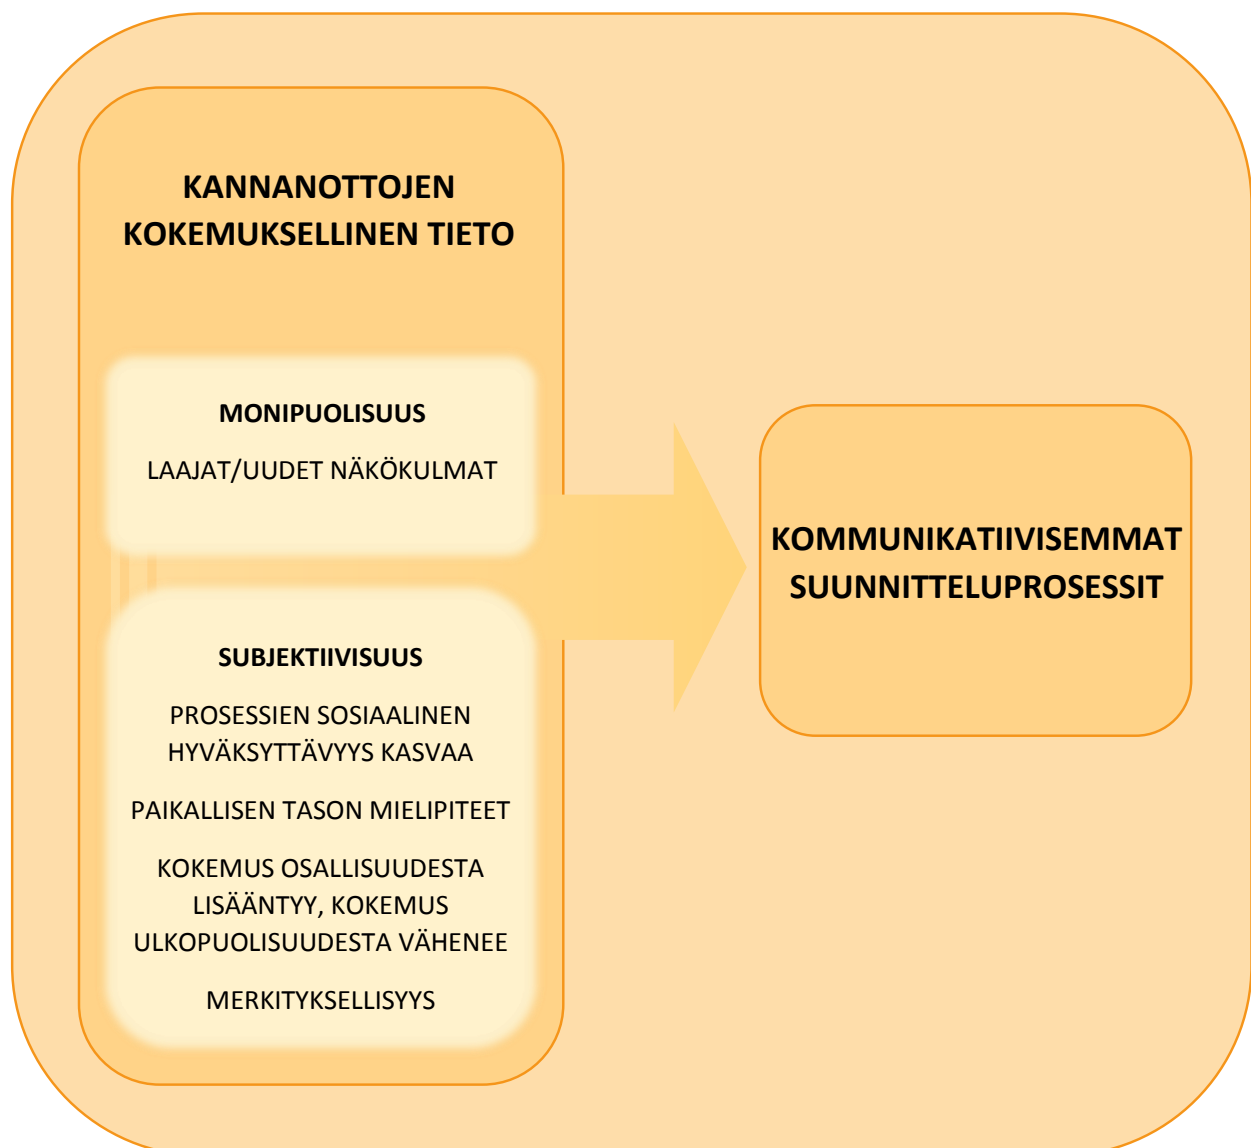 KANNANOTTOJEN
KOKEMUKSELLINEN TIETO
MONIPUOLISUUS
LAAJAT/UUDET NÄKÖKULMAT
SUBJEKTIIVISUUS
PROSESSIEN SOSIAALINEN
HYVÄKSYTTÄVYYS KASVAA
PAIKALLISEN TASON MIELIPITEET
KOKEMUS OSALLISUUDESTA
LISÄÄNTYY, KOKEMUS
ULKOPUOLISUUDESTA VÄHENEE
MERKITYKSELLISYYS
KOMMUNIKATIIVISEMMAT
SUUNNITTELUPROSESSIT